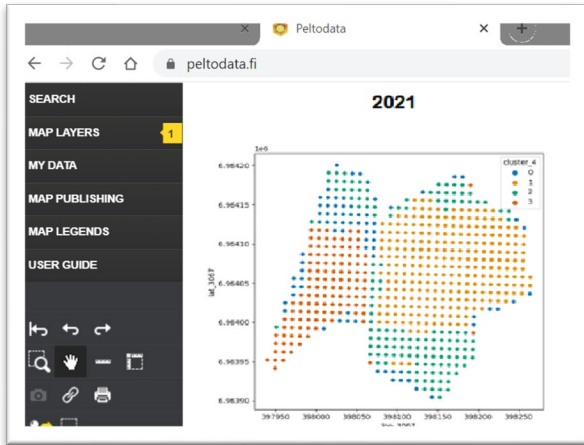 Peltodata
peltodata.fi
SEARCH
MAP LAYERS 1
MY DATA
MAP PUBLISHING
MAP LEGENDS
USER GUIDE
2021
1e6
cluster_4
0
1
2
3
6.96420
6.96415
6.96410
6.96405
6.96400
6.96395
6.96390
lat_3067
397950 398000 398050 398100 398150 398200 398250
lon_3067